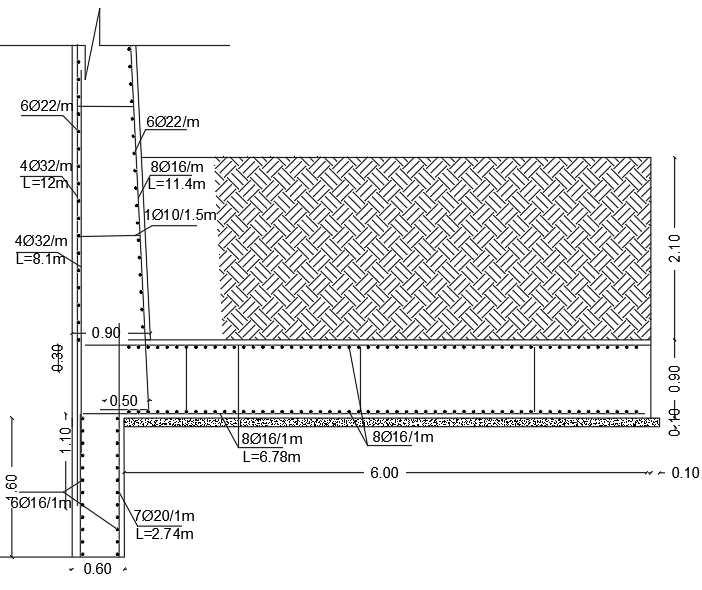 6Ø22/m
6Ø22/m
4Ø32/m
L=12m
8Ø16/m
L=11.4m
1Ø10/1.5m
4Ø32/m
L=8.1m
2.10
0.90
0.30
0.90
0.50
0.10
1.10
8Ø16/1m
L=6.78m
8Ø16/1m
6.00
0.10
.60
6Ø16/1m
7Ø20/1m
L=2.74m
0.60